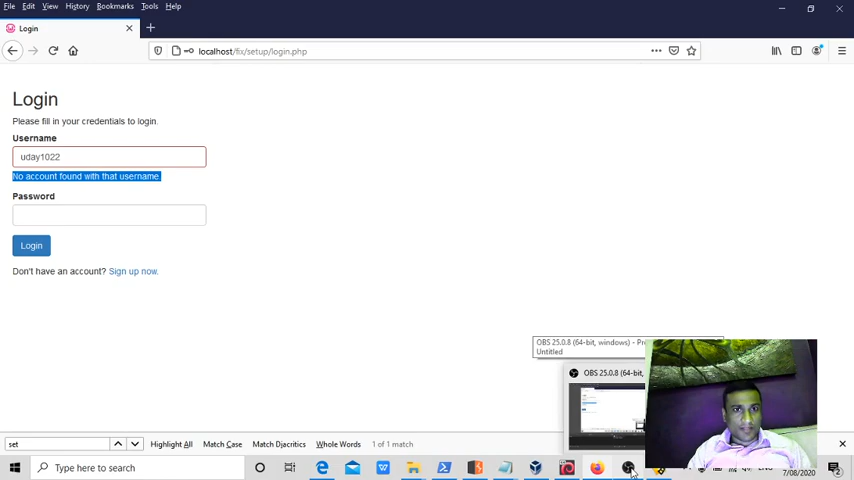 File Edit View History Bookmarks Tools Help
Login
localhost/fix/setup/login.php
Login
Please fill in your credentials to login.
Username
uday1022
No account found with that username.
Password
Login
Don't have an account? Sign up now.
OBS 25.0.8 (64-bit, windows) - Pr
Untitled
OBS 25.0.8 (64-bit,
set
Highlight All Match Case Match Diacritics Whole Words 1 of 1 match
Type here to search
ENG
7/08/2020
2